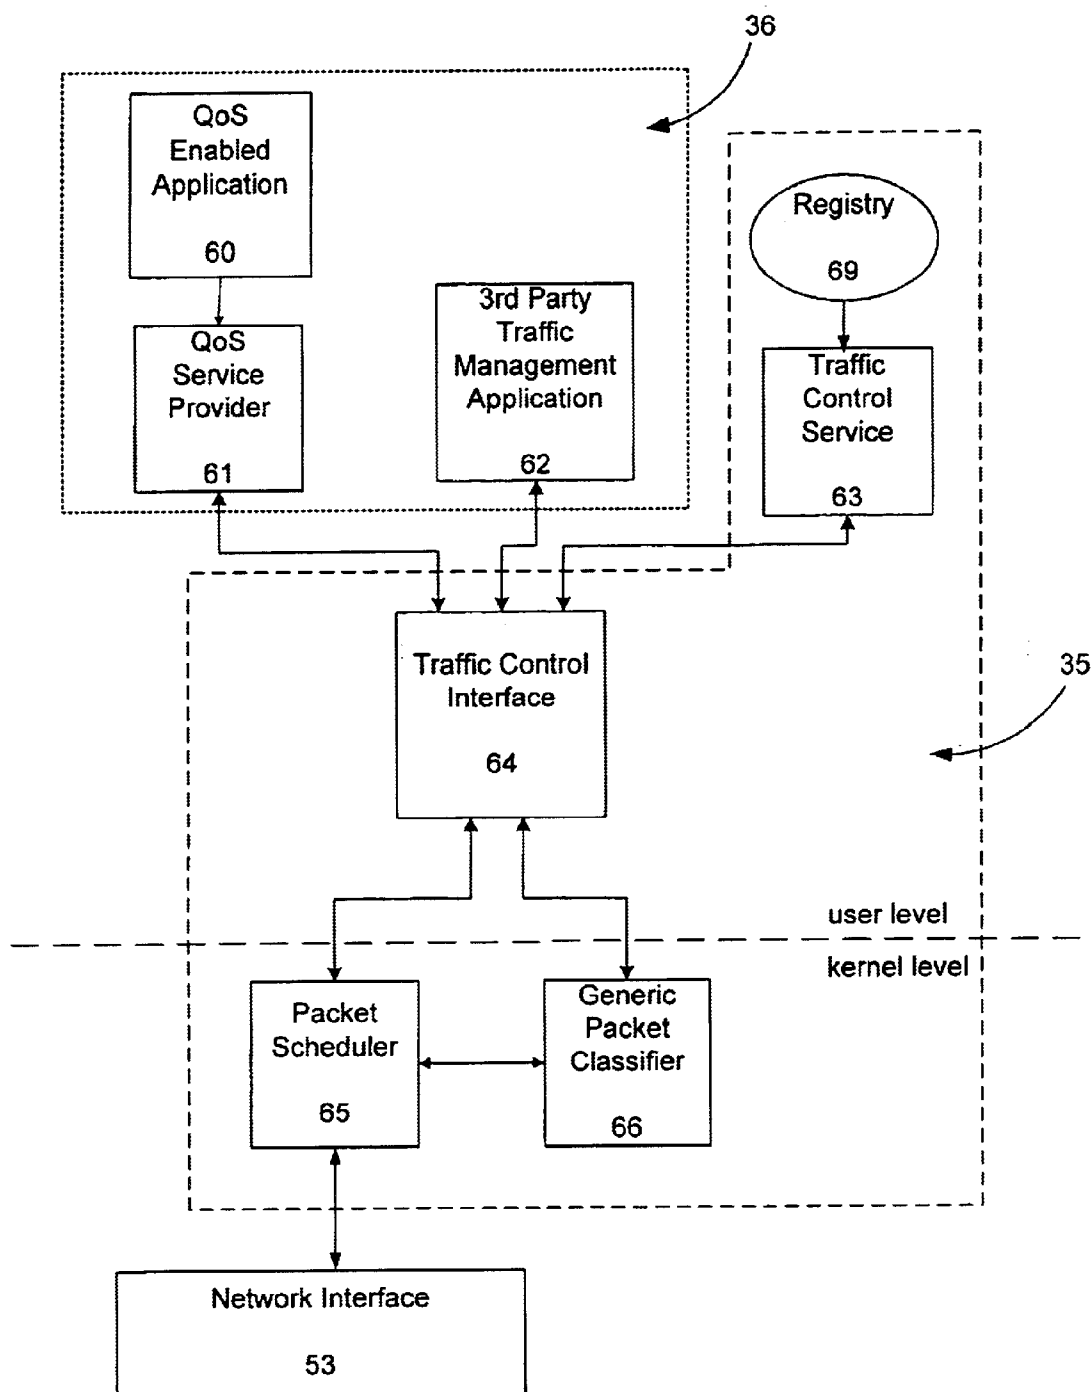 36
QoS
Enabled
Application
60
Registry
69
QoS
Service
Provider
61
3rd Party
Traffic
Management
Application
62
Traffic
Control
Service
63
Traffic Control
Interface
64
35
user level
kernel level
Packet
Scheduler
65
Generic
Packet
Classifier
66
Network Interface
53